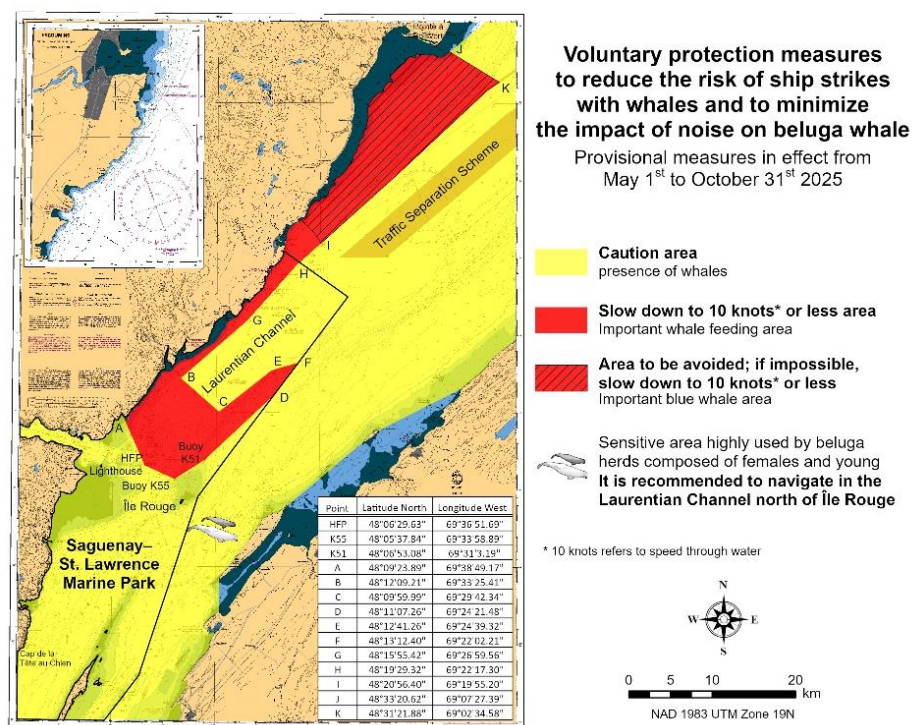 Voluntary protection measures
to reduce the risk of ship strikes
with whales and to minimize
the impact of noise on beluga whale
Provisional measures in effect from
May 1st to October 31st 2025
Caution area
presence of whales
Slow down to 10 knots* or less area
Important whale feeding area
Area to be avoided; if impossible,
slow down to 10 knots* or less
Important blue whale area
Sensitive area highly used by beluga
herds composed of females and young
It is recommended to navigate in the
Laurentian Channel north of Île Rouge
* 10 knots refers to speed through water
N
W E
S
0 5 10 20
km
NAD 1983 UTM Zone 19N
J
K
Traffic Separation Scheme
I
H
G
Laurentian Channel
E F
B
C D
A
Buoy
K51
HFP
Lighthouse
Buoy K55
Île Rouge
Saguenay–
St. Lawrence
Marine Park
Cap de la
Tête au Chien
Point Latitude North Longitude West
HFP 48°06'29.63" 69°36'51.69"
K55 48°05'37.84" 69°33'58.89"
K51 48°06'53.08" 69°31'3.19"
A 48°09'23.89" 69°38'49.17"
B 48°12'09.21" 69°33'25.41"
C 48°09'59.99" 69°29'42.34"
D 48°11'07.26" 69°24'21.48"
E 48°12'41.26" 69°24'39.32"
F 48°13'12.40" 69°22'02.21"
G 48°15'55.42" 69°26'59.56"
H 48°19'29.32" 69°22'17.30"
I 48°20'56.40" 69°19'55.20"
J 48°33'20.62" 69°07'27.39"
K 48°31'21.88" 69°02'34.58"